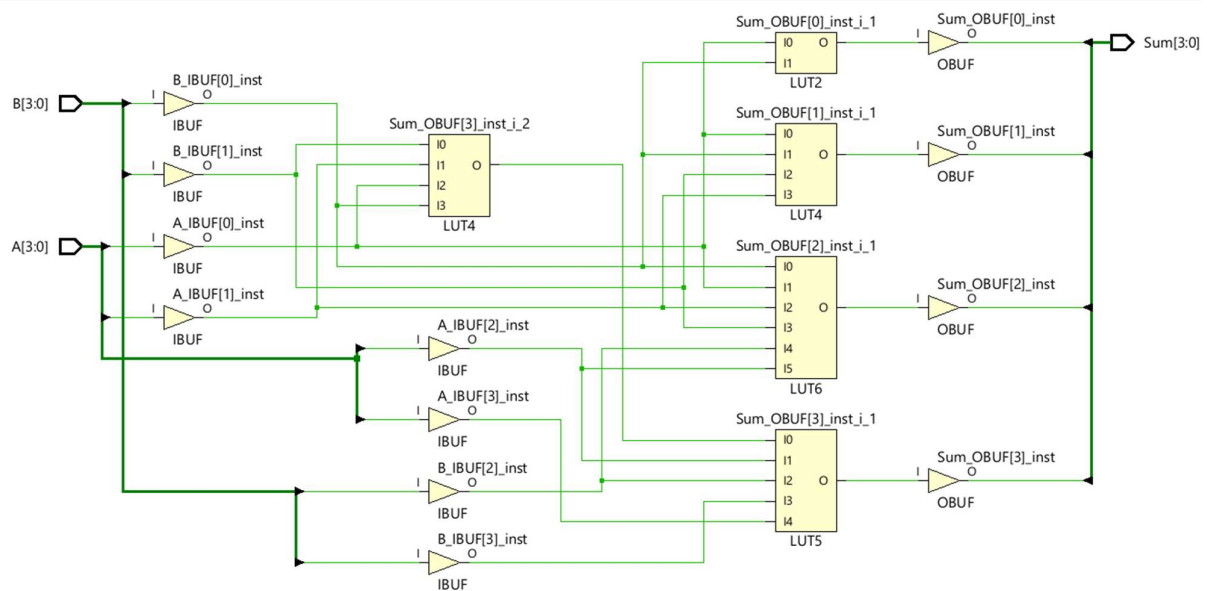 Sum_OBUF[0]_inst_i_1
Sum_OBUF[0]_inst
I0 O
I O
Sum[3:0]
I1
OBUF
LUT2
B_IBUF[0]_inst
B[3:0]
I O
IBUF
Sum_OBUF[1]_inst_i_1
Sum_OBUF[3]_inst_i_2
Sum_OBUF[1]_inst
I0
I1 O
I2
I3
LUT4
I O
OBUF
B_IBUF[1]_inst
I O
IBUF
I0
I1 O
I2
I3
LUT4
A_IBUF[0]_inst
A[3:0]
I O
IBUF
Sum_OBUF[2]_inst_i_1
I0
I1
I2 O
I3
I4
I5
LUT6
Sum_OBUF[2]_inst
I O
OBUF
A_IBUF[1]_inst
I O
IBUF
A_IBUF[2]_inst
I O
IBUF
A_IBUF[3]_inst
I O
IBUF
Sum_OBUF[3]_inst_i_1
I0
I1
I2 O
I3
I4
LUT5
Sum_OBUF[3]_inst
I O
OBUF
B_IBUF[2]_inst
I O
IBUF
B_IBUF[3]_inst
I O
IBUF